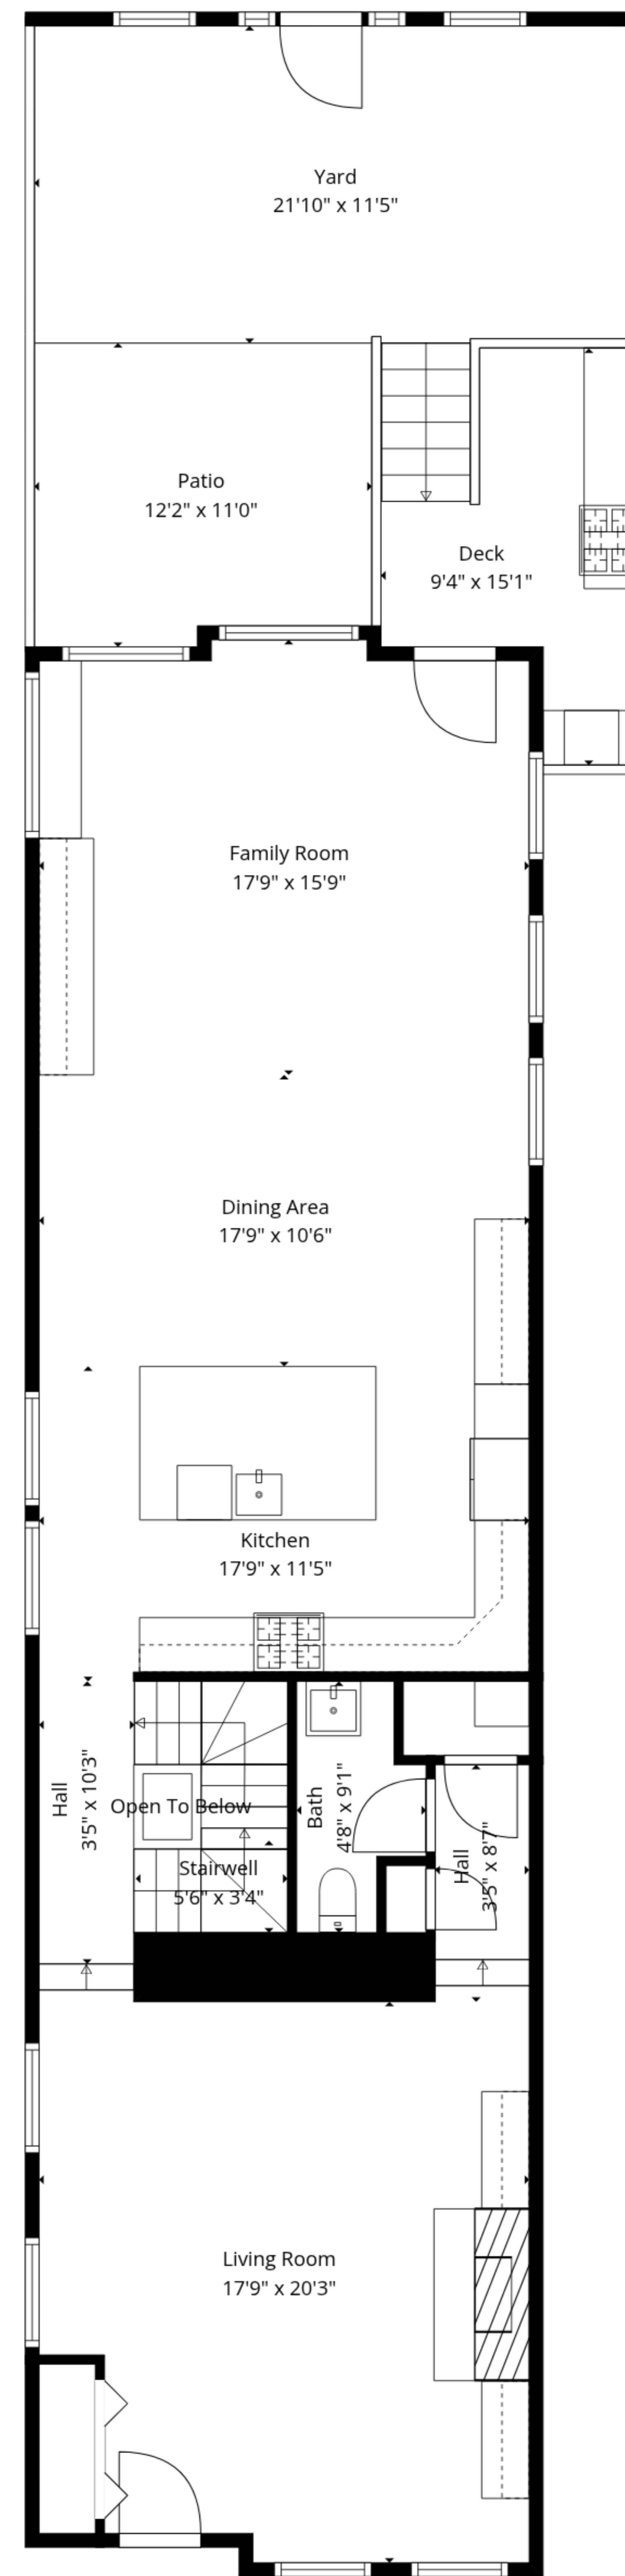 Yard
21'10" x 11'5"
Patio
12'2" x 11'0"
Deck
9'4" x 15'1"
Family Room
17'9" x 15'9"
Dining Area
17'9" x 10'6"
Kitchen
17'9" x 11'5"
Hall
3'5" x 10'3"
Open To Below
Stairwell
5'6" x 3'4"
Bath
4'8" x 9'1"
Hall
3'5" x 8'7"
Living Room
17'9" x 20'3"